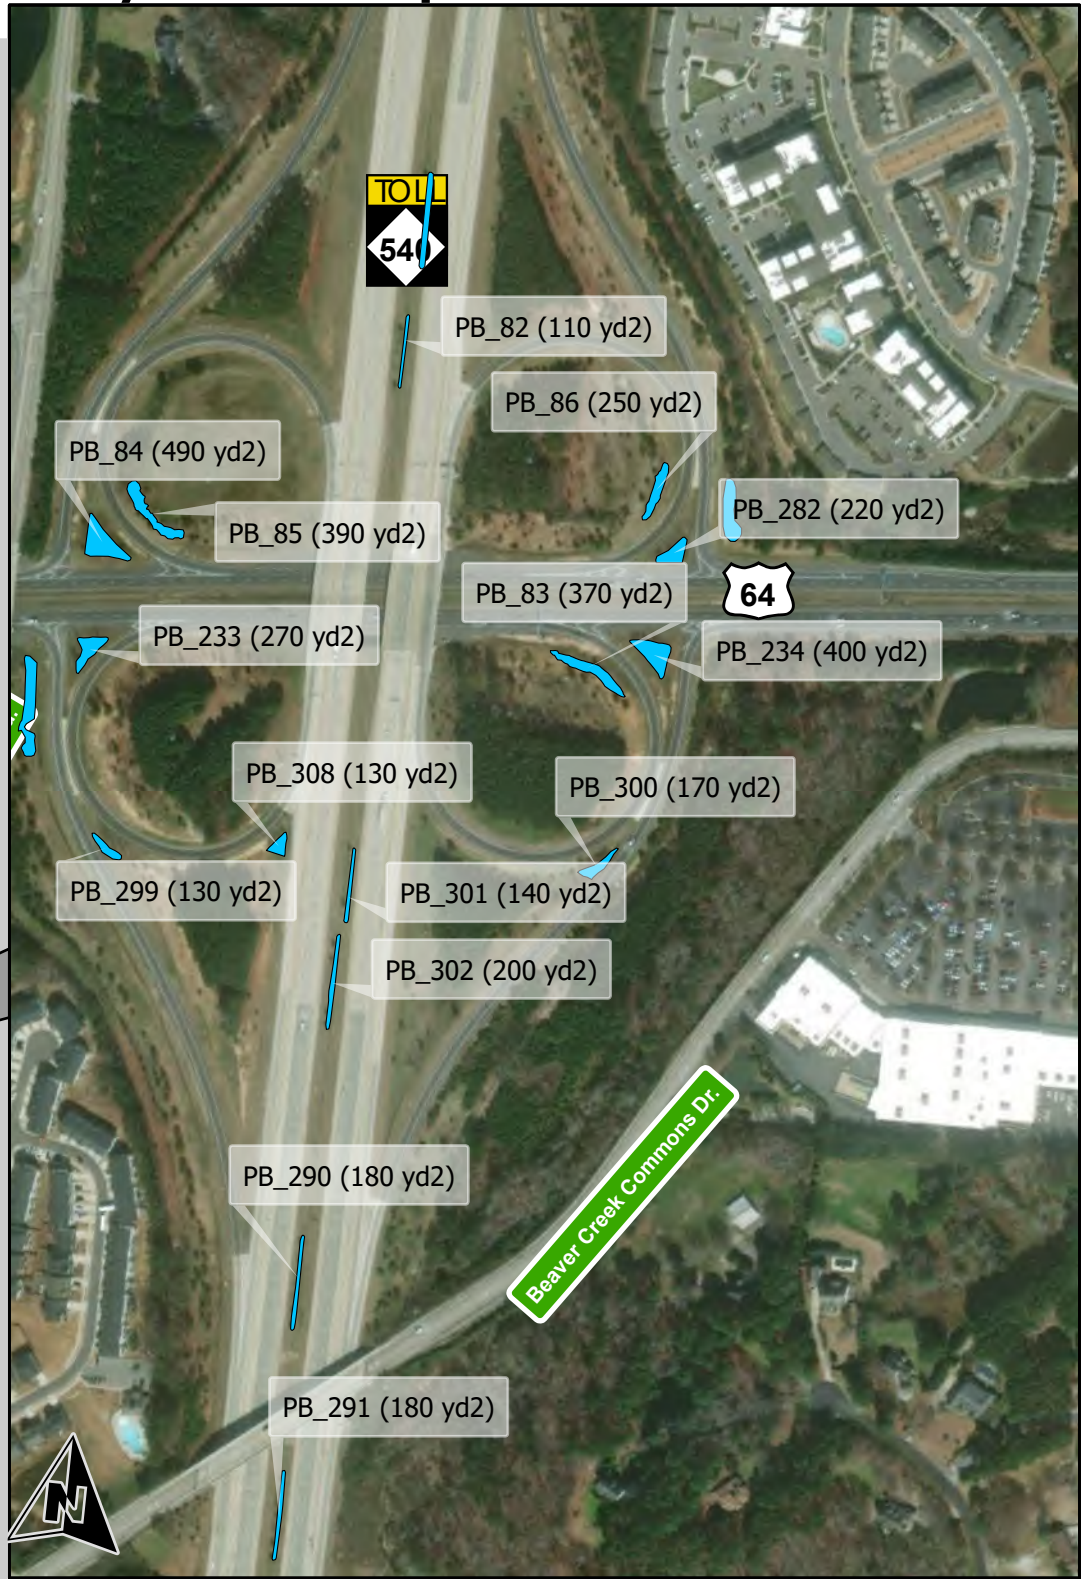 TOLL
540
PB_82 (110 yd2)
PB_86 (250 yd2)
PB_84 (490 yd2)
PB_282 (220 yd2)
PB_85 (390 yd2)
PB_83 (370 yd2)
64
PB_233 (270 yd2)
PB_234 (400 yd2)
PB_308 (130 yd2)
PB_300 (170 yd2)
PB_299 (130 yd2)
PB_301 (140 yd2)
PB_302 (200 yd2)
Beaver Creek Commons Dr.
PB_290 (180 yd2)
PB_291 (180 yd2)
N